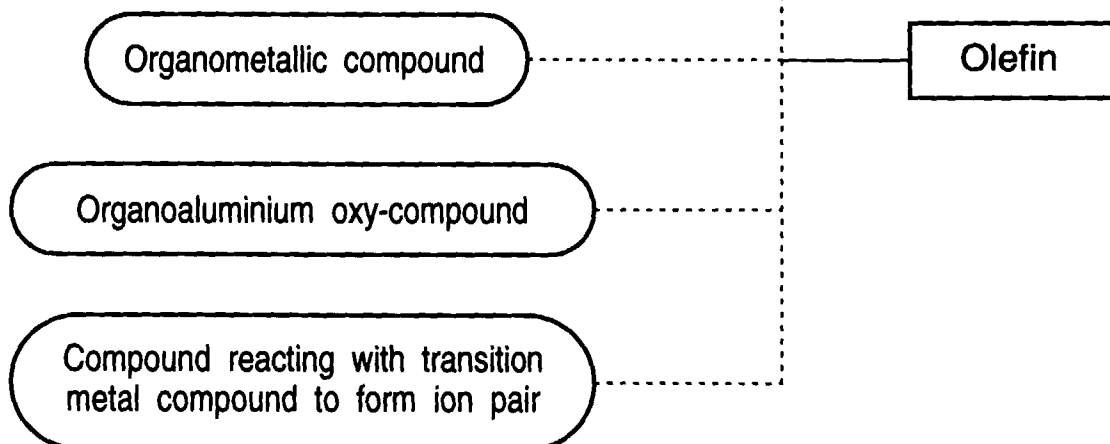 Organometallic compound
Olefin
Organoaluminium oxy-compound
Compound reacting with transition
metal compound to form ion pair